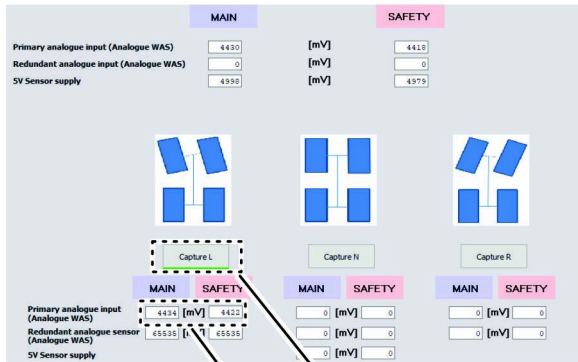 MAIN SAFETY
Primary analogue input (Analogue WAS) 4430 [mV] 4418
Redundant analogue input (Analogue WAS) 0 [mV] 0
5V Sensor supply 4998 [mV] 4979
Capture L Capture N Capture R
MAIN SAFETY MAIN SAFETY MAIN SAFETY
Primary analogue input
(Analogue WAS) 4434 [mV] 4422 0 [mV] 0 0 [mV] 0
Redundant analogue sensor
(Analogue WAS) 65535 [mV] 65535 0 [mV] 0 0 [mV] 0
5V Sensor supply 0 [mV] 0